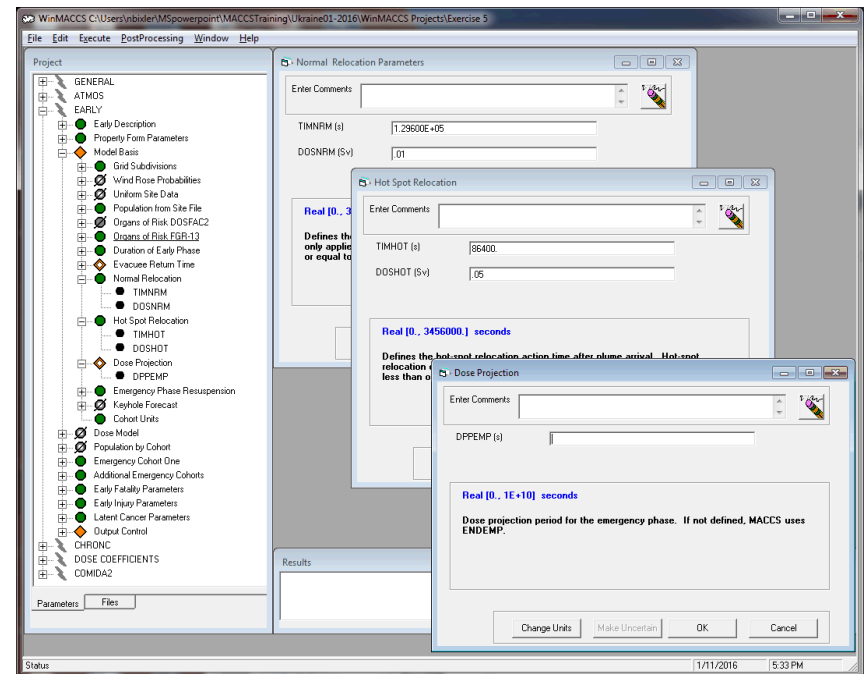 WinMACCS C:\Users\nbixler\MSpowerpoint\MACCSTraining\Ukraine01-2016\WinMACCS Projects\Exercise 5
File Edit Execute PostProcessing Window Help
Project
GENERAL
ATMOS
EARLY
Early Description
Property Form Parameters
Model Basis
Grid Subdivisions
Wind Rose Probabilities
Uniform Site Data
Population from Site File
Organs of Risk DOSFAC2
Organs of Risk FGR-13
Duration of Early Phase
Evacuee Return Time
Normal Relocation
TIMNRM
DOSNRM
Hot Spot Relocation
TIMHOT
DOSHOT
Dose Projection
DPPEMP
Emergency Phase Resuspension
Keyhole Forecast
Cohort Units
Dose Model
Population by Cohort
Emergency Cohort One
Additional Emergency Cohorts
Early Fatality Parameters
Early Injury Parameters
Latent Cancer Parameters
Output Control
CHRONC
DOSE COEFFICIENTS
COMIDA2
Parameters Files
Normal Relocation Parameters
Enter Comments
TIMNRM (s) 1.29600E+05
DOSNRM (Sv) .01
Real [0., 3
Defines th
only applie
or equal to
Hot Spot Relocation
Enter Comments
TIMHOT (s) 86400.
DOSHOT (Sv) .05
Real [0., 3456000.] seconds
Defines the hot-spot relocation action time after plume arrival. Hot-spot
relocation
less than o
Dose Projection
Enter Comments
DPPEMP (s)
Real [0., 1E+10] seconds
Dose projection period for the emergency phase. If not defined, MACCS uses
ENDEMP.
Change Units Make Uncertain OK Cancel
Results
Status 1/11/2016 5:33 PM